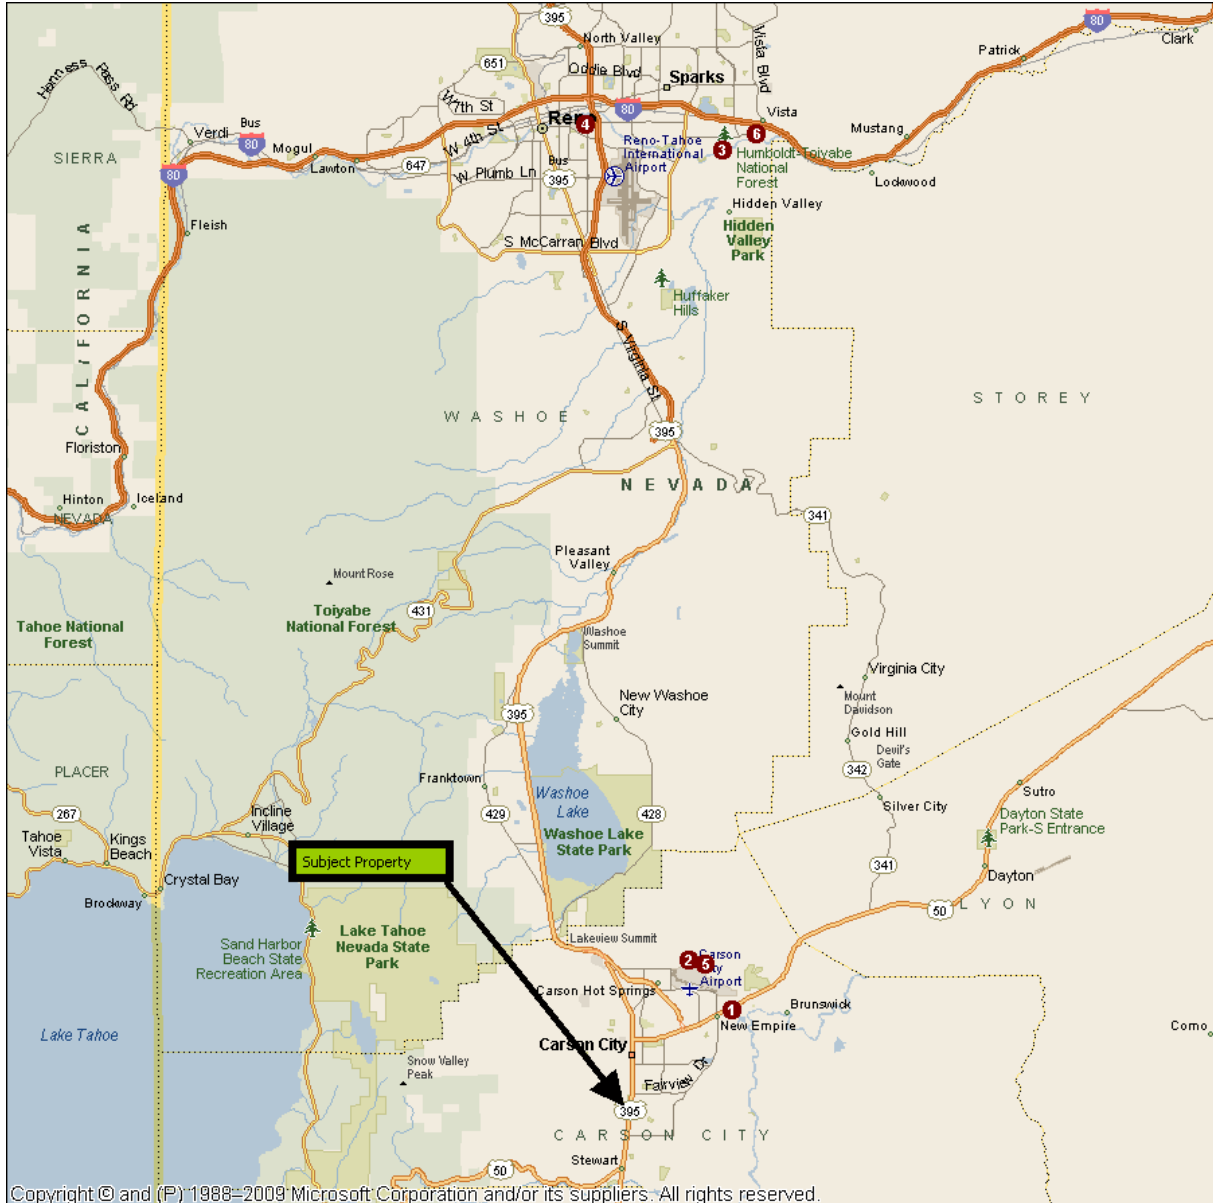 395
North Valley
80
Clark
Patrick
651
Oddie Blvd
Vista Blvd
Sparks
Hanness Pass Rd
W 7th St
80
Vista
Reno
4
6
Mustang
Bus
80
Verdi
Mogul
W 4th St
Reno-Tahoe
International
Airport
3
Humboldt-Toiyabe
National
Forest
SIERRA
Lawton
647
Bus
395
W Plumb Ln
Lockwood
80
Hidden Valley
Fleish
S McCarran Blvd
Hidden
Valley
Park
CALIFORNIA
Huffaker
Hills
S Virginia St
STOREY
WASHOE
395
Floriston
NEVADA
Hinton
Iceland
NEVADA
341
Pleasant
Valley
Mount Rose
Toiyabe
National Forest
431
Tahoe National
Forest
Washoe
Summit
Virginia City
New Washoe
City
Mount
Davidson
395
Gold Hill
Devil's
Gate
PLACER
Franktown
342
Washoe
Lake
Sutro
267
Incline
Village
429
428
Silver City
Tahoe
Vista
Kings
Beach
Washoe Lake
State Park
Dayton State
Park-S Entrance
Subject Property
341
Crystal Bay
Dayton
Brockway
50
LYON
Sand Harbor
Beach State
Recreation Area
Lake Tahoe
Nevada State
Park
Lakeview Summit
2
5
Carson
City
Airport
Carson Hot Springs
1
Brunswick
New Empire
Lake Tahoe
Como
Carson City
Snow Valley
Peak
Fairview Dr
395
CARSON CITY
Stewart
50
Copyright © and (P) 1988–2009 Microsoft Corporation and/or its suppliers. All rights reserved.